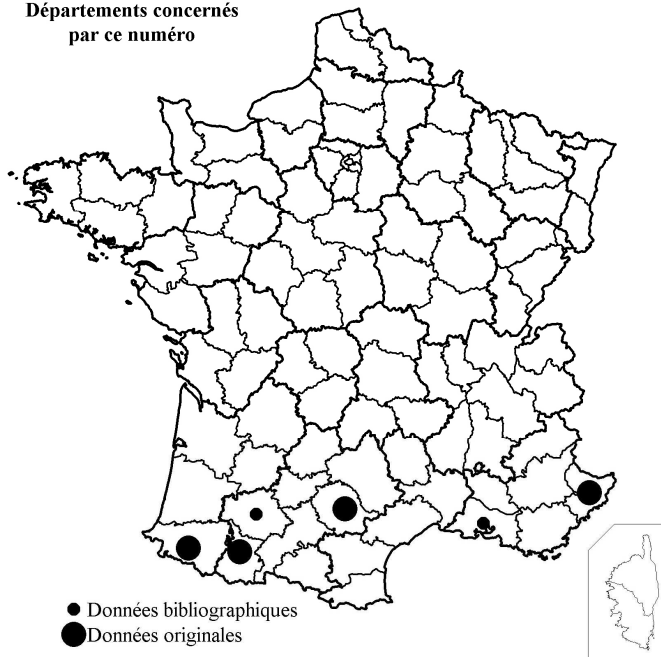 Départements concernés
par ce numéro
Données bibliographiques
Données originales